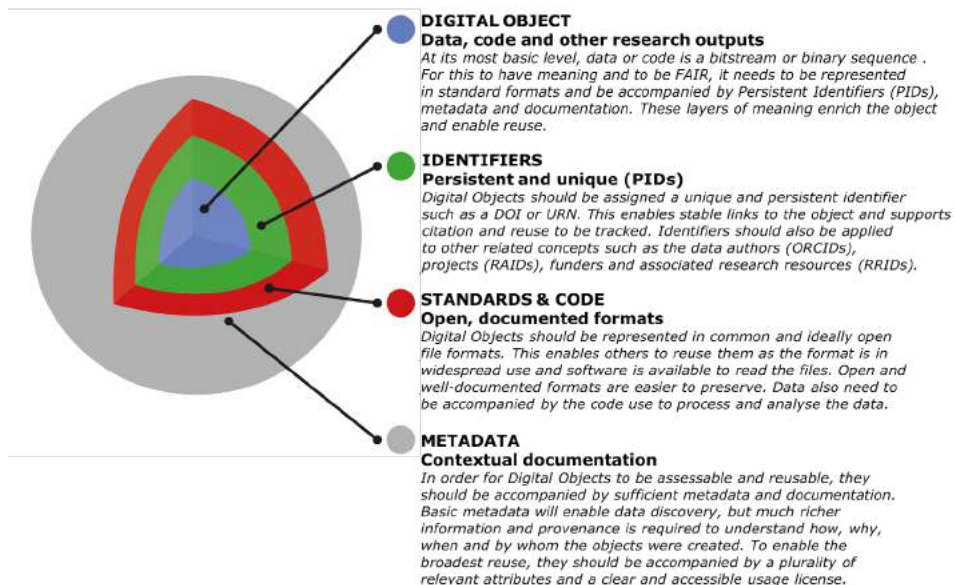 DIGITAL OBJECT
Data, code and other research outputs
At its most basic level, data or code is a bitstream or binary sequence .
For this to have meaning and to be FAIR, it needs to be represented
in standard formats and be accompanied by Persistent Identifiers (PIDs),
metadata and documentation. These layers of meaning enrich the object
and enable reuse.
IDENTIFIERS
Persistent and unique (PIDs)
Digital Objects should be assigned a unique and persistent identifier
such as a DOI or URN. This enables stable links to the object and supports
citation and reuse to be tracked. Identifiers should also be applied
to other related concepts such as the data authors (ORCIDs),
projects (RAIDs), funders and associated research resources (RRIDs).
STANDARDS & CODE
Open, documented formats
Digital Objects should be represented in common and ideally open
file formats. This enables others to reuse them as the format is in
widespread use and software is available to read the files. Open and
well-documented formats are easier to preserve. Data also need to
be accompanied by the code use to process and analyse the data.
METADATA
Contextual documentation
In order for Digital Objects to be assessable and reusable, they
should be accompanied by sufficient metadata and documentation.
Basic metadata will enable data discovery, but much richer
information and provenance is required to understand how, why,
when and by whom the objects were created. To enable the
broadest reuse, they should be accompanied by a plurality of
relevant attributes and a clear and accessible usage license.